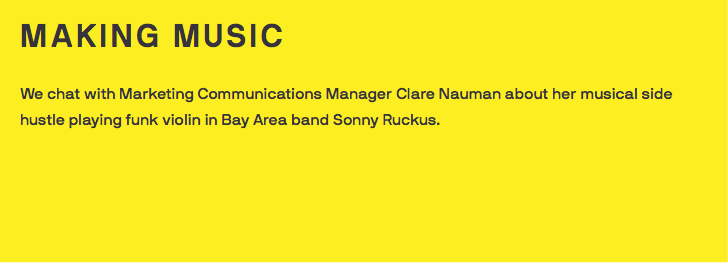 MAKING MUSIC
We chat with Marketing Communications Manager Clare Nauman about her musical side
hustle playing funk violin in Bay Area band Sonny Ruckus.